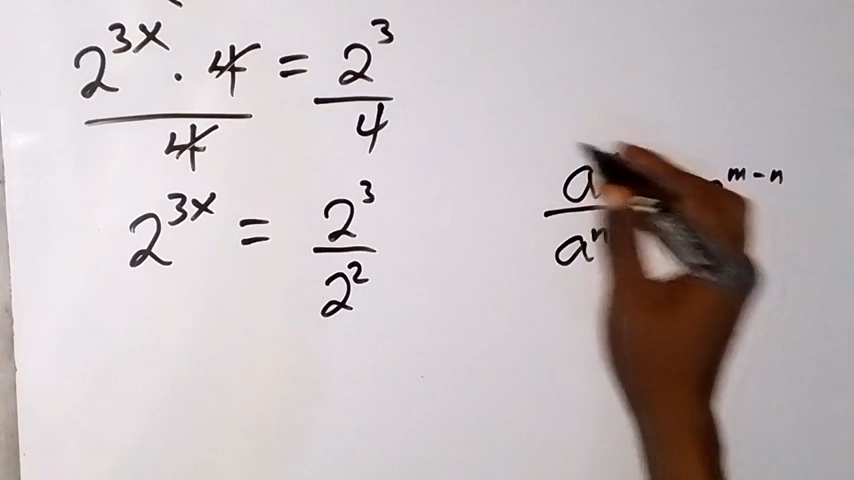 2^{3x} · 4 / 4 = 2^3 / 4
2^{3x} = 2^3 / 2^2
a / a^n
m-n